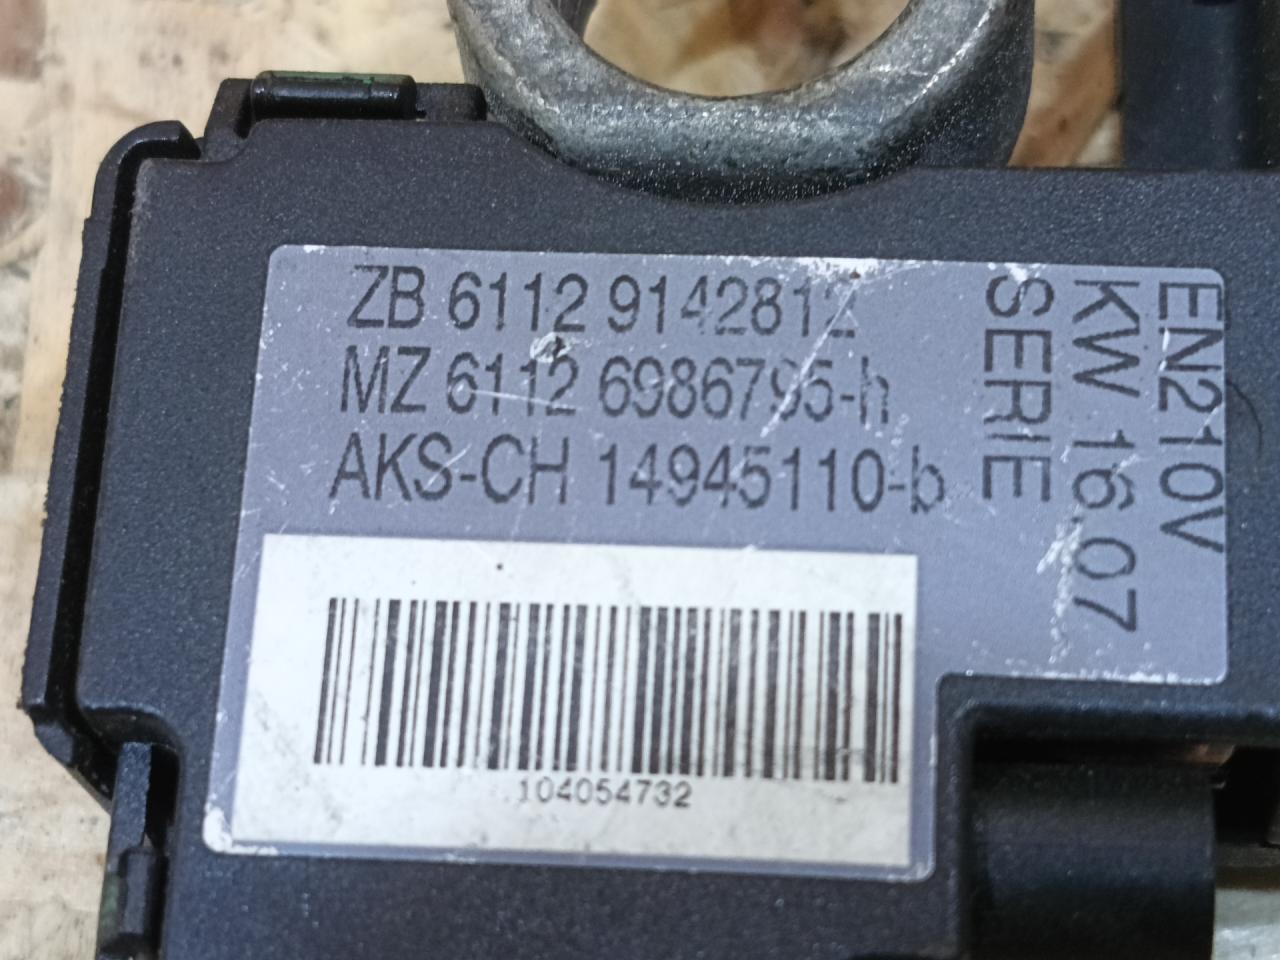 ZB 6112 9142812
MZ 6112 6986795-h
AKS-CH 14945110-b
EN210V
KW 16.07
SERIE
104054732